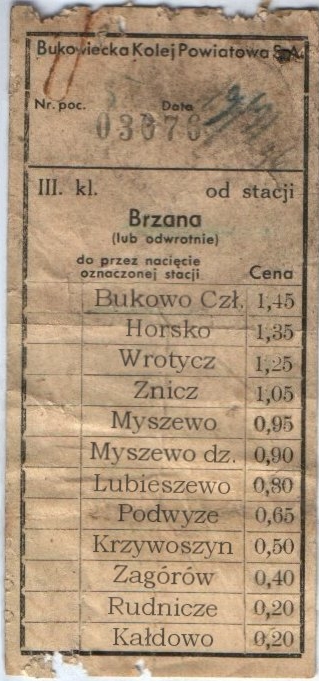 Bukowiecka Kolej Powiatowa S.A.
Nr. poc. 5 Data
03676
III. kl. od stacji
Brzana
(lub odwrotnie)
do przez nacięcie
oznaczonej stacji Cena
Bukowo Czł. 1,45
Horsko 1,35
Wrotycz 1,25
Znicz 1,05
Myszewo 0,95
Myszewo dz. 0,90
Lubieszewo 0,80
Podwyze 0,65
Krzywoszyn 0,50
Zagórów 0,40
Rudnicze 0,20
Kałdowo 0,20